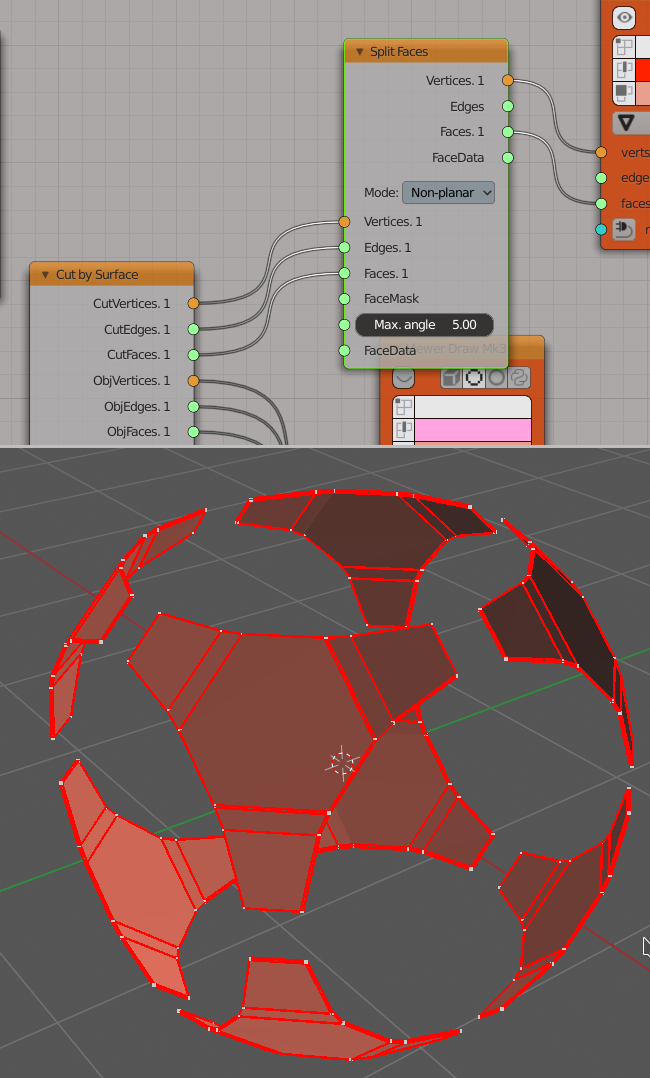 Split Faces
Vertices. 1
Edges
Faces. 1
FaceData
Mode: Non-planar
Vertices. 1
Edges. 1
Faces. 1
FaceMask
Max. angle 5.00
FaceData
verts
edge
faces
Cut by Surface
CutVertices. 1
CutEdges. 1
CutFaces. 1
ObjVertices. 1
ObjEdges. 1
ObjFaces. 1
Draw Mk3